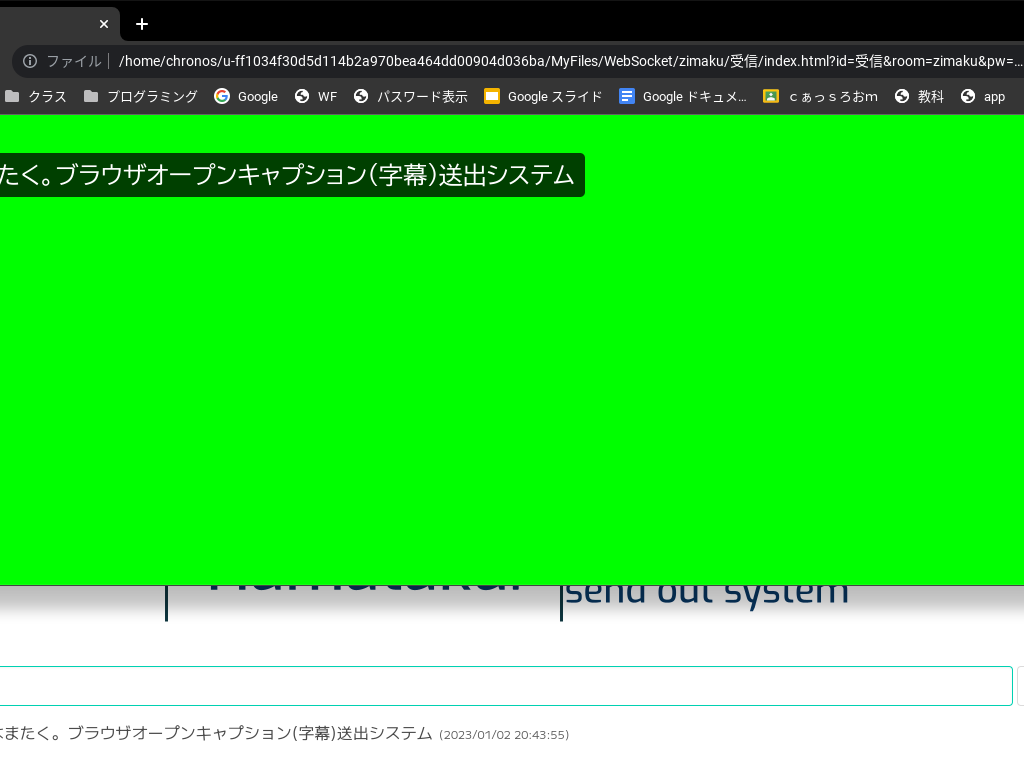 ファイル
/home/chronos/u-ff1034f30d5d114b2a970bea464dd00904d036ba/MyFiles/WebSocket/zimaku/受信/index.html?id=受信&room=zimaku&pw=...
クラス プログラミング Google WF パスワード表示 Google スライド Google ドキュメ... ｃぁっｓろおｍ 教科 app
たく。ブラウザオープンキャプション(字幕)送出システム
send out system
はまたく。ブラウザオープンキャプション(字幕)送出システム (2023/01/02 20:43:55)